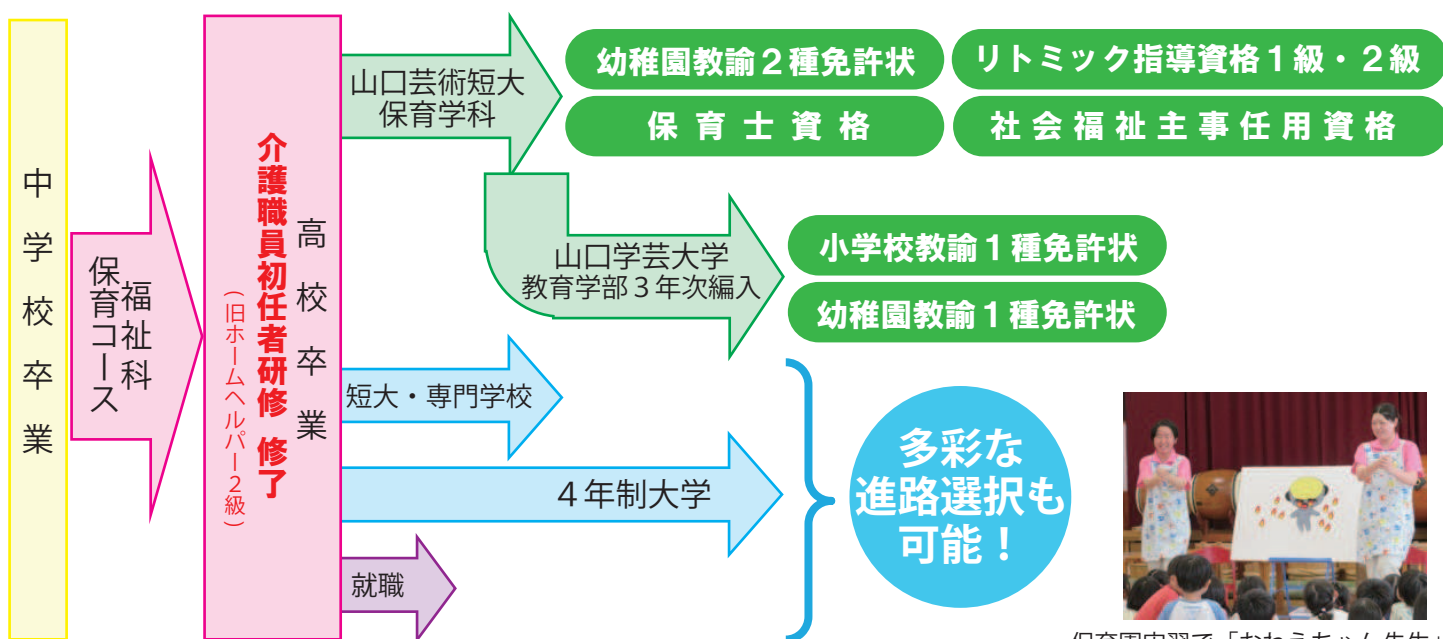 中学校卒業
福祉科
保育コース
高校卒業
介護職員初任者研修 修了
(旧ホームヘルパー2級)
山口芸術短大
保育学科
幼稚園教諭2種免許状
リトミック指導資格1級・2級
保育士資格
社会福祉主事任用資格
山口学芸大学
教育学部3年次編入
小学校教諭1種免許状
幼稚園教諭1種免許状
短大・専門学校
4年制大学
就職
多彩な
進路選択も
可能！